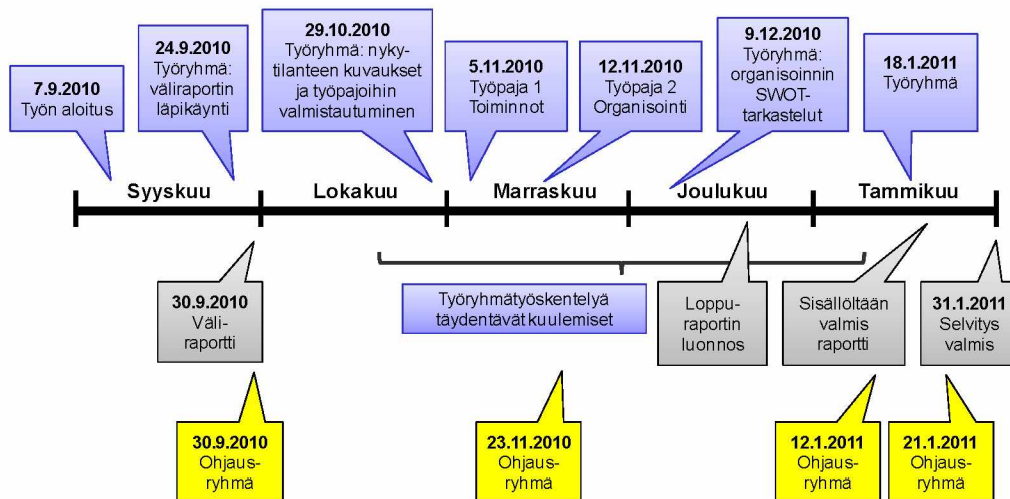 7.9.2010
Työn aloitus
24.9.2010
Työryhmä:
väliraportin
läpikäynti
29.10.2010
Työryhmä: nyky-
tilanteen kuvaukset
ja työpajoihin
valmistautuminen
5.11.2010
Työpaja 1
Toiminnot
12.11.2010
Työpaja 2
Organisointi
9.12.2010
Työryhmä:
organisoinnin
SWOT-
tarkastelut
18.1.2011
Työryhmä
Syyskuu
Lokakuu
Marraskuu
Joulukuu
Tammikuu
30.9.2010
Väli-
raportti
Työryhmätyöskentelyä
täydentävät kuulemiset
Loppu-
raportin
luonnos
Sisällöltään
valmis
raportti
31.1.2011
Selvitys
valmis
30.9.2010
Ohjaus-
ryhmä
23.11.2010
Ohjaus-
ryhmä
12.1.2011
Ohjaus-
ryhmä
21.1.2011
Ohjaus-
ryhmä